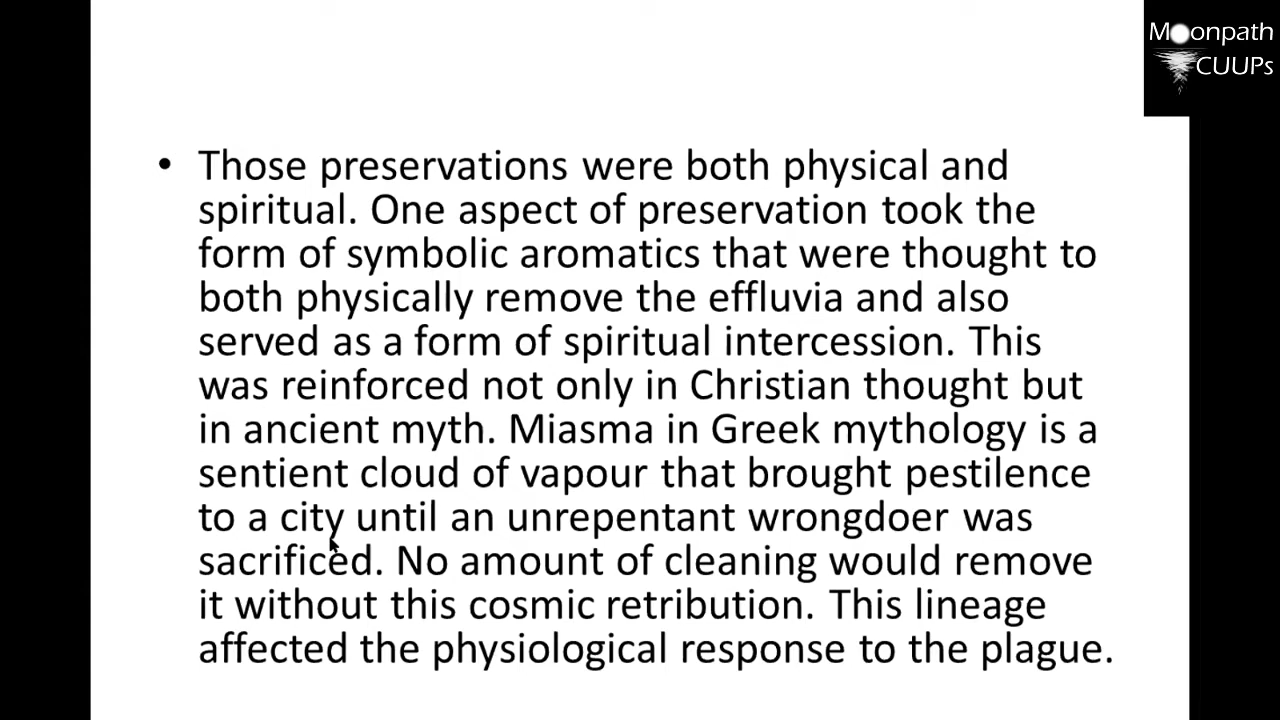 Moonpath
CUUPs
• Those preservations were both physical and
spiritual. One aspect of preservation took the
form of symbolic aromatics that were thought to
both physically remove the effluvia and also
served as a form of spiritual intercession. This
was reinforced not only in Christian thought but
in ancient myth. Miasma in Greek mythology is a
sentient cloud of vapour that brought pestilence
to a city until an unrepentant wrongdoer was
sacrificed. No amount of cleaning would remove
it without this cosmic retribution. This lineage
affected the physiological response to the plague.